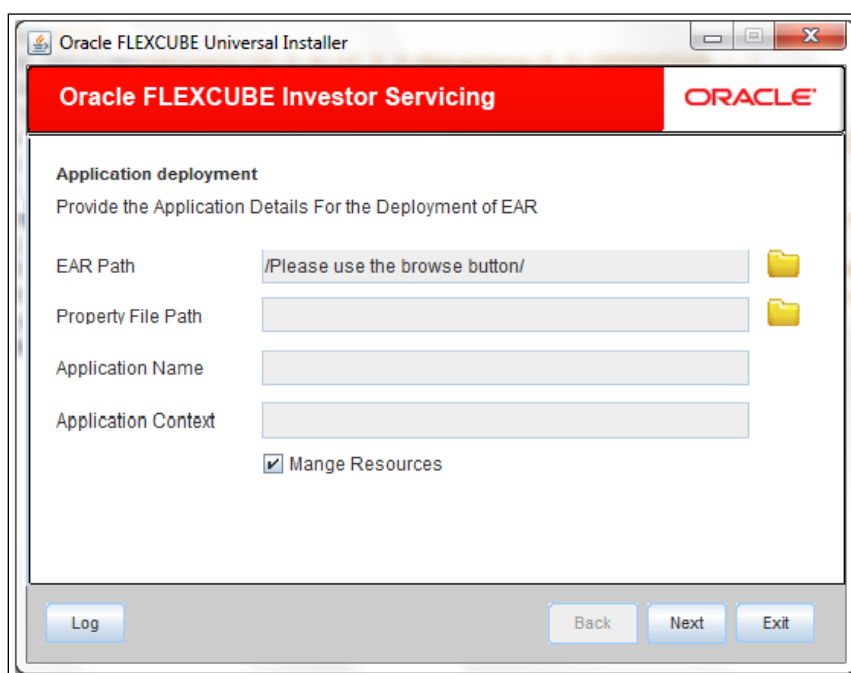 Oracle FLEXCUBE Universal Installer
Oracle FLEXCUBE Investor Servicing
ORACLE
Application deployment
Provide the Application Details For the Deployment of EAR
EAR Path
/Please use the browse button/
Property File Path
Application Name
Application Context
Mange Resources
Log
Back
Next
Exit